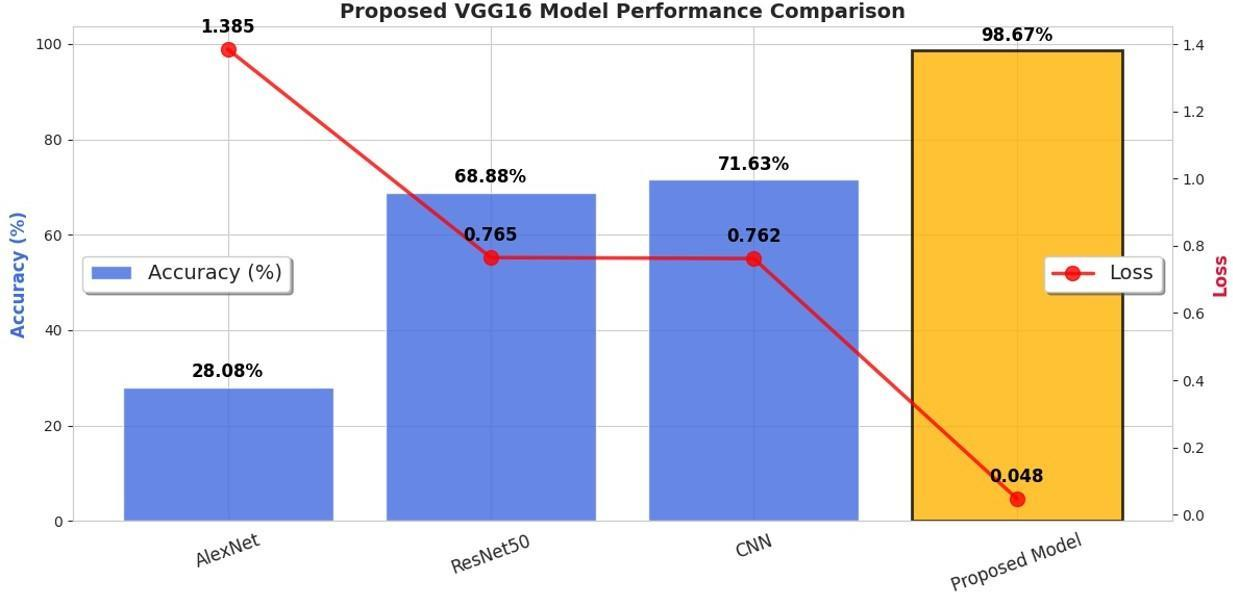 Proposed VGG16 Model Performance Comparison
1.385
98.67%
100
1.4
80
1.2
71.63%
68.88%
1.0
60
0.765
0.762
0.8
Accuracy (%)
Accuracy (%)
Loss
Loss
40
0.6
28.08%
0.4
20
0.2
0.048
0
0.0
AlexNet
ResNet50
CNN
Proposed Model